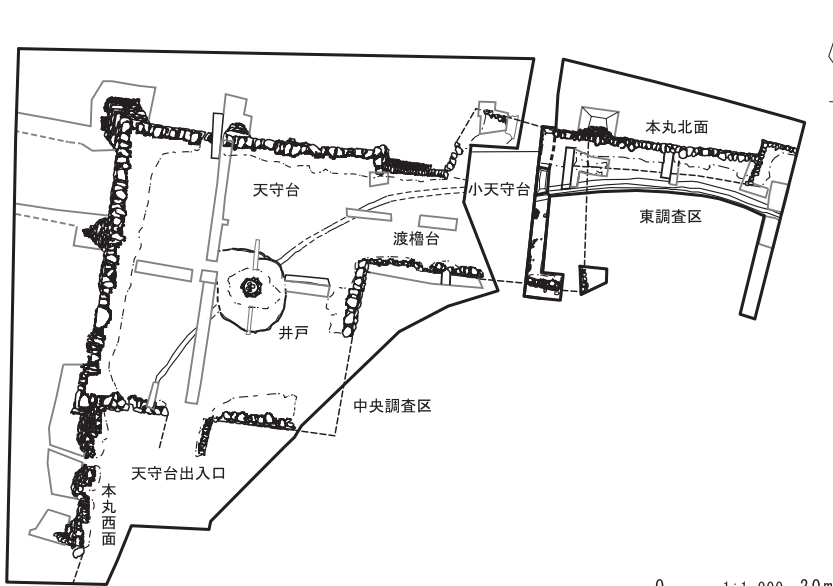 本丸北面
天守台
小天守台
東調査区
渡櫓台
井戸
中央調査区
天守台出入口
本丸西面
0 1:1,000 20m